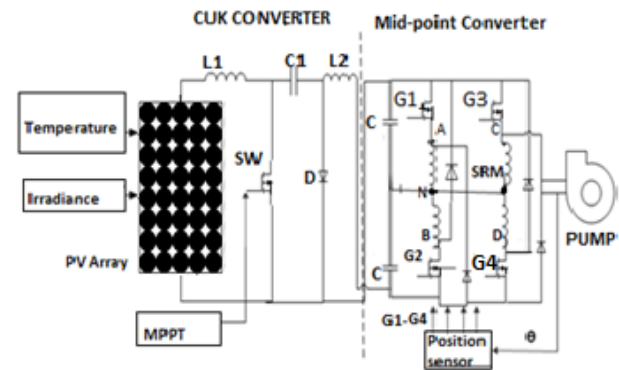 CUK CONVERTER
Mid-point Converter
L1
C1
L2
G1
G3
Temperature
C
A
C
SW
D
SRM
Irradiance
N
B
D
PUMP
PV Array
G2
C
G4
MPPT
G1-G4
Position
sensor
θ